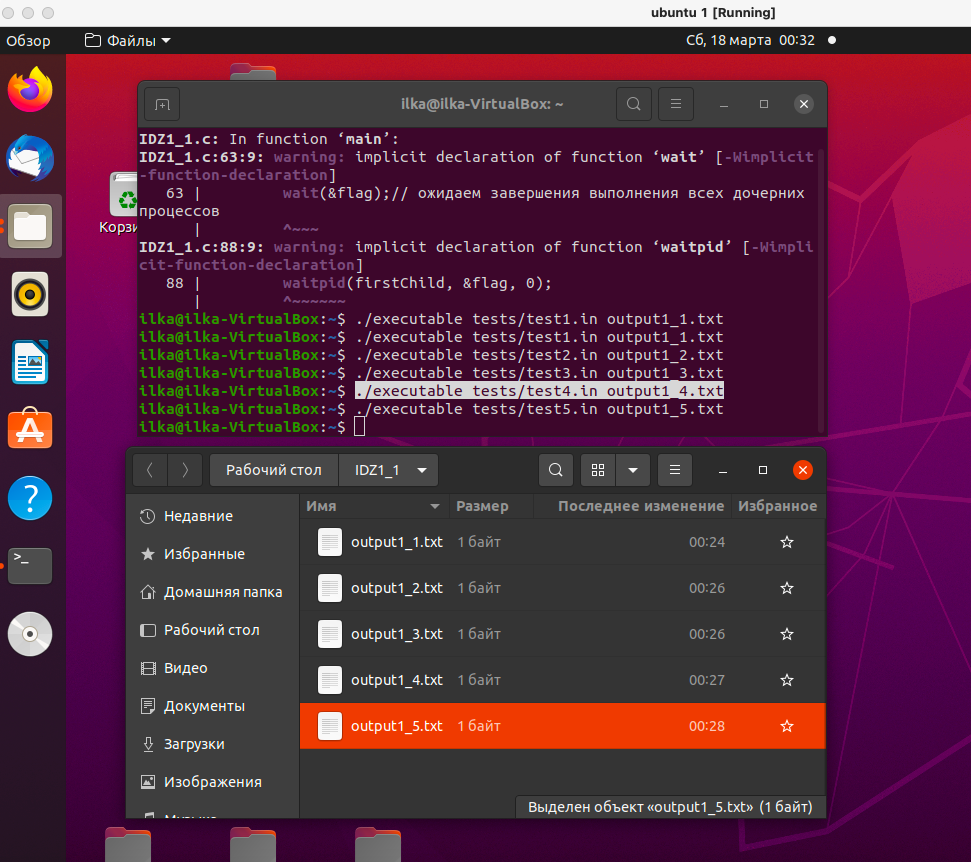 ubuntu 1 [Running]
Обзор Файлы Сб, 18 марта 00:32
ilka@ilka-VirtualBox: ~
IDZ1_1.c: In function ‘main’:
IDZ1_1.c:63:9: warning: implicit declaration of function ‘wait’ [-Wimplicit
-function-declaration]
63 | wait(&flag);// ожидаем завершения выполнения всех дочерних
процессов
| ^~~~
IDZ1_1.c:88:9: warning: implicit declaration of function ‘waitpid’ [-Wimpli
cit-function-declaration]
88 | waitpid(firstChild, &flag, 0);
| ^~~~~~~
ilka@ilka-VirtualBox:~$ ./executable tests/test1.in output1_1.txt
ilka@ilka-VirtualBox:~$ ./executable tests/test1.in output1_1.txt
ilka@ilka-VirtualBox:~$ ./executable tests/test2.in output1_2.txt
ilka@ilka-VirtualBox:~$ ./executable tests/test3.in output1_3.txt
ilka@ilka-VirtualBox:~$ ./executable tests/test4.in output1_4.txt
ilka@ilka-VirtualBox:~$ ./executable tests/test5.in output1_5.txt
ilka@ilka-VirtualBox:~$
Корзи
Рабочий стол IDZ1_1
Недавние
Избранные
Домашняя папка
Рабочий стол
Видео
Документы
Загрузки
Изображения
Имя Размер Последнее изменение Избранное
output1_1.txt 1 байт 00:24
output1_2.txt 1 байт 00:26
output1_3.txt 1 байт 00:26
output1_4.txt 1 байт 00:27
output1_5.txt 1 байт 00:28
Выделен объект «output1_5.txt» (1 байт)